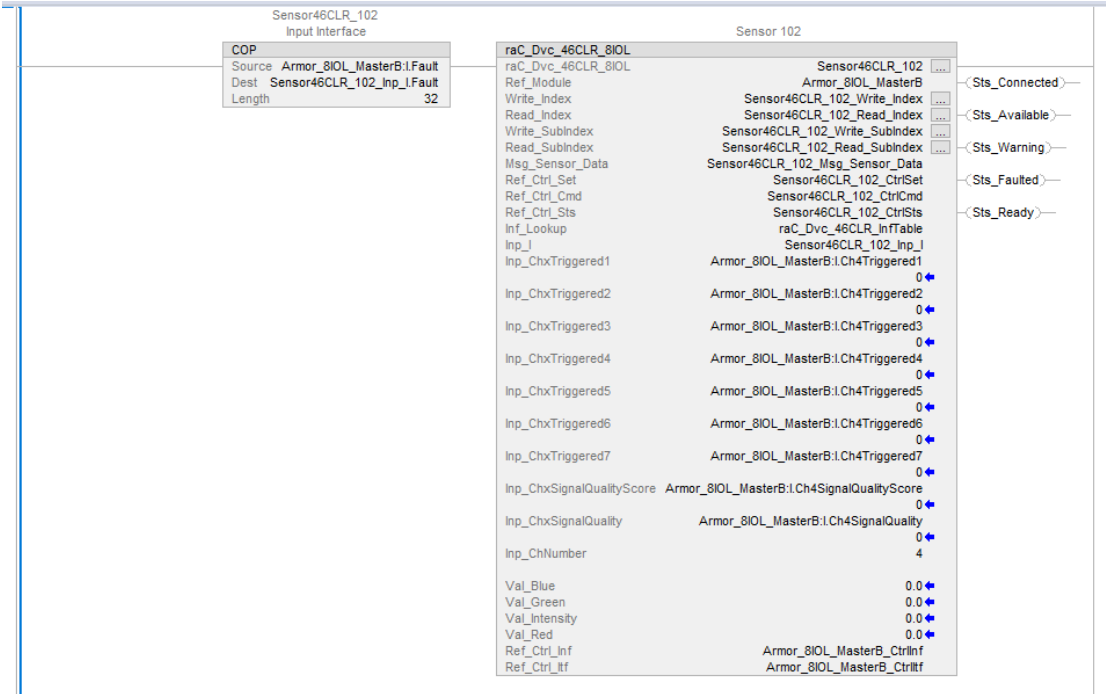 Sensor46CLR_102
Input Interface
COP
Source Armor_8IOL_MasterB:I.Fault
Dest Sensor46CLR_102_Inp_I.Fault
Length 32
Sensor 102
raC_Dvc_46CLR_8IOL
raC_Dvc_46CLR_8IOL Sensor46CLR_102 ...
Ref_Module Armor_8IOL_MasterB
Write_Index Sensor46CLR_102_Write_Index ...
Read_Index Sensor46CLR_102_Read_Index ...
Write_SubIndex Sensor46CLR_102_Write_SubIndex ...
Read_SubIndex Sensor46CLR_102_Read_SubIndex ...
Msg_Sensor_Data Sensor46CLR_102_Msg_Sensor_Data
Ref_Ctrl_Set Sensor46CLR_102_CtrlSet
Ref_Ctrl_Cmd Sensor46CLR_102_CtrlCmd
Ref_Ctrl_Sts Sensor46CLR_102_CtrlSts
Inf_Lookup raC_Dvc_46CLR_InfTable
Inp_I Sensor46CLR_102_Inp_I
Inp_ChxTriggered1 Armor_8IOL_MasterB:I.Ch4Triggered1
0
Inp_ChxTriggered2 Armor_8IOL_MasterB:I.Ch4Triggered2
0
Inp_ChxTriggered3 Armor_8IOL_MasterB:I.Ch4Triggered3
0
Inp_ChxTriggered4 Armor_8IOL_MasterB:I.Ch4Triggered4
0
Inp_ChxTriggered5 Armor_8IOL_MasterB:I.Ch4Triggered5
0
Inp_ChxTriggered6 Armor_8IOL_MasterB:I.Ch4Triggered6
0
Inp_ChxTriggered7 Armor_8IOL_MasterB:I.Ch4Triggered7
0
Inp_ChxSignalQualityScore Armor_8IOL_MasterB:I.Ch4SignalQualityScore
0
Inp_ChxSignalQuality Armor_8IOL_MasterB:I.Ch4SignalQuality
0
Inp_ChNumber 4
Val_Blue 0.0
Val_Green 0.0
Val_Intensity 0.0
Val_Red 0.0
Ref_Ctrl_Inf Armor_8IOL_MasterB_CtrlInf
Ref_Ctrl_Itf Armor_8IOL_MasterB_CtrlItf
Sts_Connected
Sts_Available
Sts_Warning
Sts_Faulted
Sts_Ready